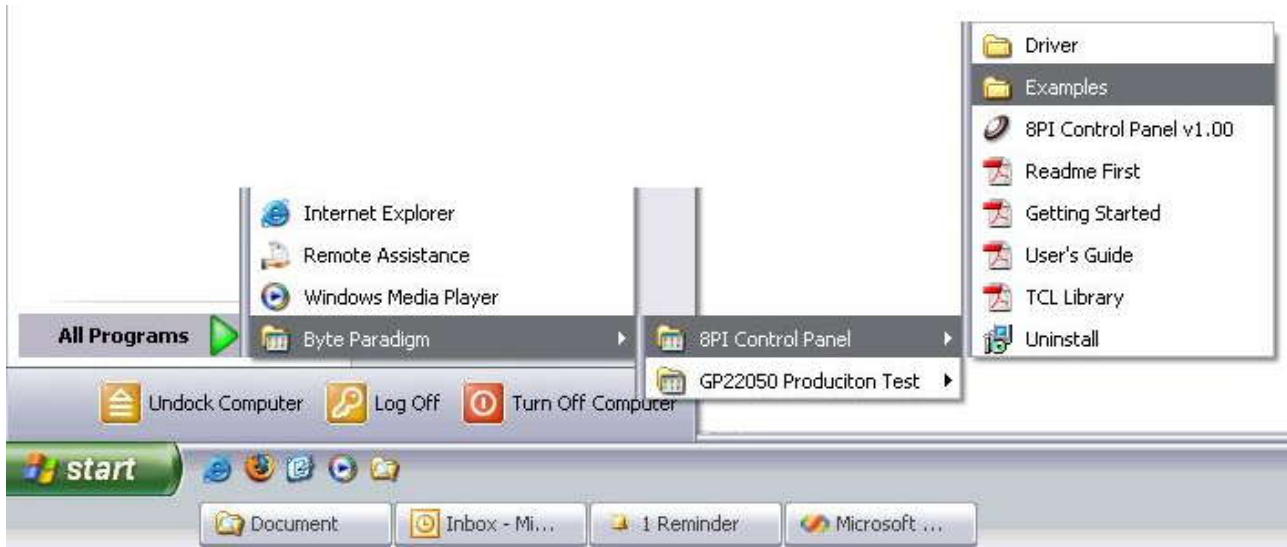 Driver
Examples
8PI Control Panel v1.00
Readme First
Getting Started
User's Guide
TCL Library
Uninstall
Internet Explorer
Remote Assistance
Windows Media Player
Byte Paradigm
8PI Control Panel
GP22050 Produciton Test
All Programs
Undock Computer
Log Off
Turn Off Computer
start
Document
Inbox - Mi...
1 Reminder
Microsoft ...